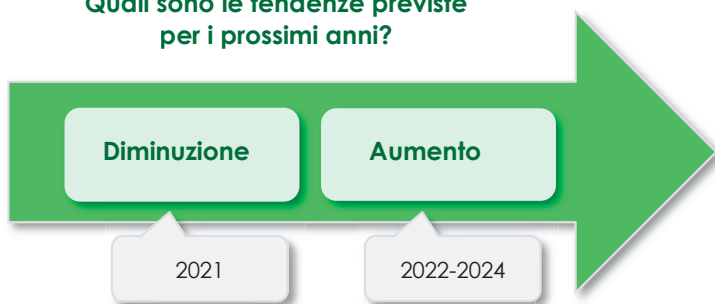 Quali sono le tendenze previste
per i prossimi anni?
Diminuzione
Aumento
2021
2022-2024